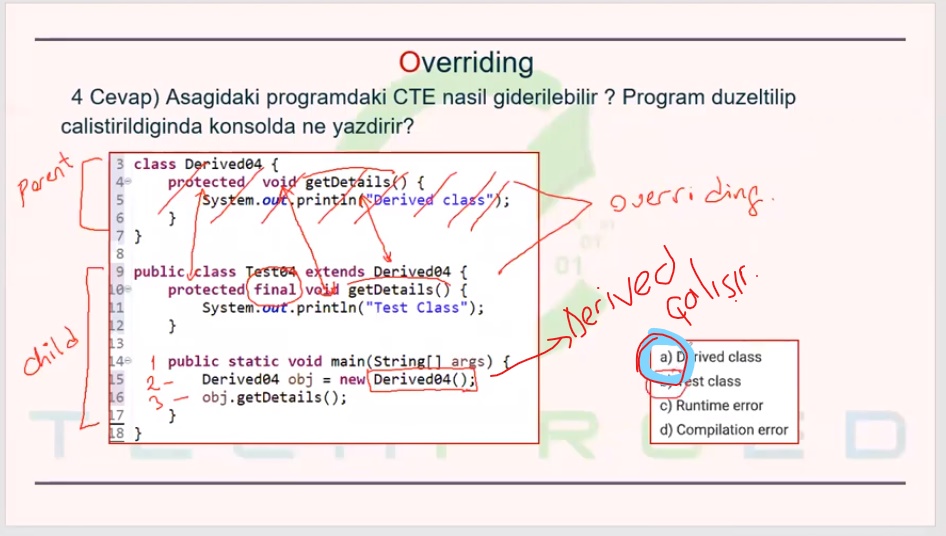 Overriding
4 Cevap) Asagidaki programdaki CTE nasil giderilebilir ? Program duzeltilip
calistirildiginda konsolda ne yazdirir?
Parent
3 class Derived04 {
4 protected void getDetails() {
5 System.out.println("Derived class");
6 }
7 }
8
9 public class Test04 extends Derived04 {
10 protected final void getDetails() {
11 System.out.println("Test Class");
12 }
13
14 public static void main(String[] args) {
15 Derived04 obj = new Derived04();
16 obj.getDetails();
17 }
18 }
child
1
2 -
3 -
overriding.
Derived
çalışır.
a) Derived class
b) Test class
c) Runtime error
d) Compilation error
01
TECHPROED